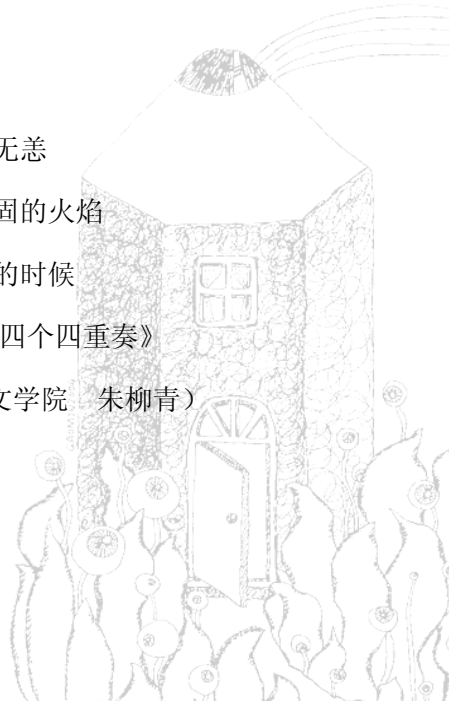 无恙
固的火焰
的时候
四个四重奏》
文学院　朱柳青）